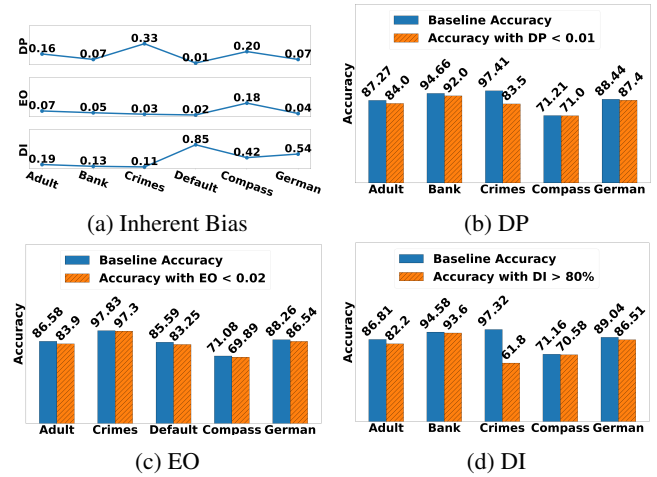 DP
0.16 0.07 0.33 0.01 0.20 0.07
EO
0.07 0.05 0.03 0.02 0.18 0.04
DI
0.19 0.13 0.11 0.85 0.42 0.54
Adult Bank Crimes Default Compass German
(a) Inherent Bias
Baseline Accuracy
Accuracy with DP < 0.01
Accuracy
87.27 84.0 94.66 92.0 97.41 83.5 71.21 71.0 88.44 87.4
Adult Bank Crimes Compass German
(b) DP
Baseline Accuracy
Accuracy with EO < 0.02
Accuracy
86.58 83.9 97.83 97.3 85.59 83.25 71.08 69.89 88.26 86.54
Adult Crimes Default Compass German
(c) EO
Baseline Accuracy
Accuracy with DI > 80%
Accuracy
86.81 82.2 94.58 93.6 97.32 61.8 71.16 70.58 89.04 86.51
Adult Bank Crimes Compass German
(d) DI